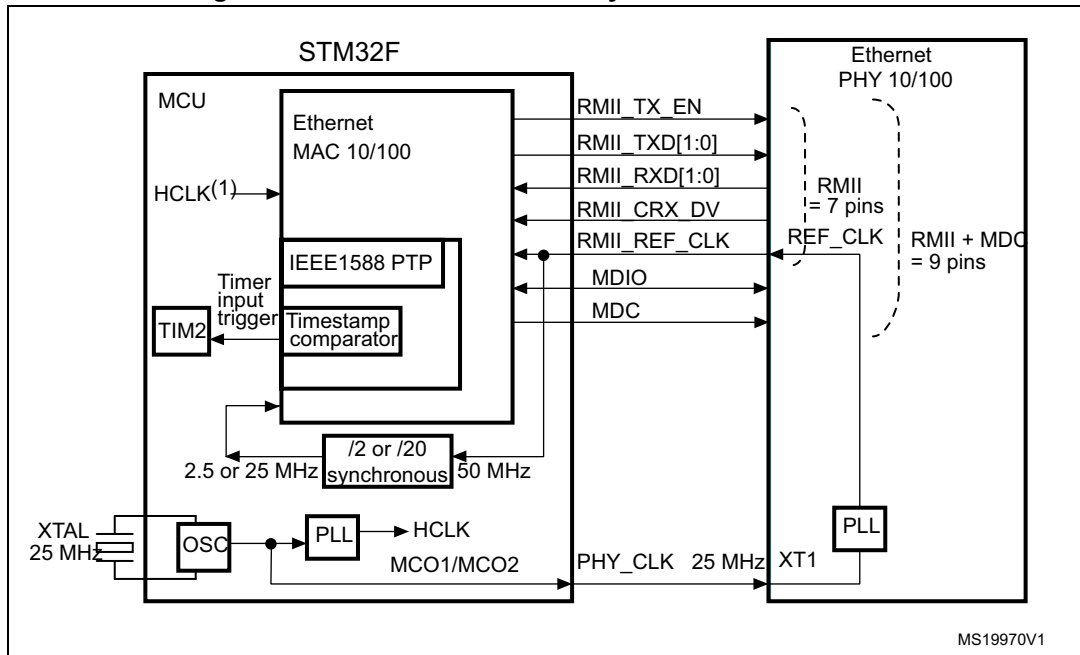 STM32F
MCU
Ethernet
MAC 10/100
HCLK(1)
IEEE1588 PTP
Timer
input
trigger
TIM2
Timestamp
comparator
/2 or /20
synchronous
2.5 or 25 MHz
50 MHz
XTAL
25 MHz
OSC
PLL
HCLK
MCO1/MCO2
RMII_TX_EN
RMII_TXD[1:0]
RMII_RXD[1:0]
RMII_CRX_DV
RMII_REF_CLK
MDIO
MDC
PHY_CLK 25 MHz
Ethernet
PHY 10/100
RMII
= 7 pins
REF_CLK
RMII + MDC
= 9 pins
PLL
XT1
MS19970V1